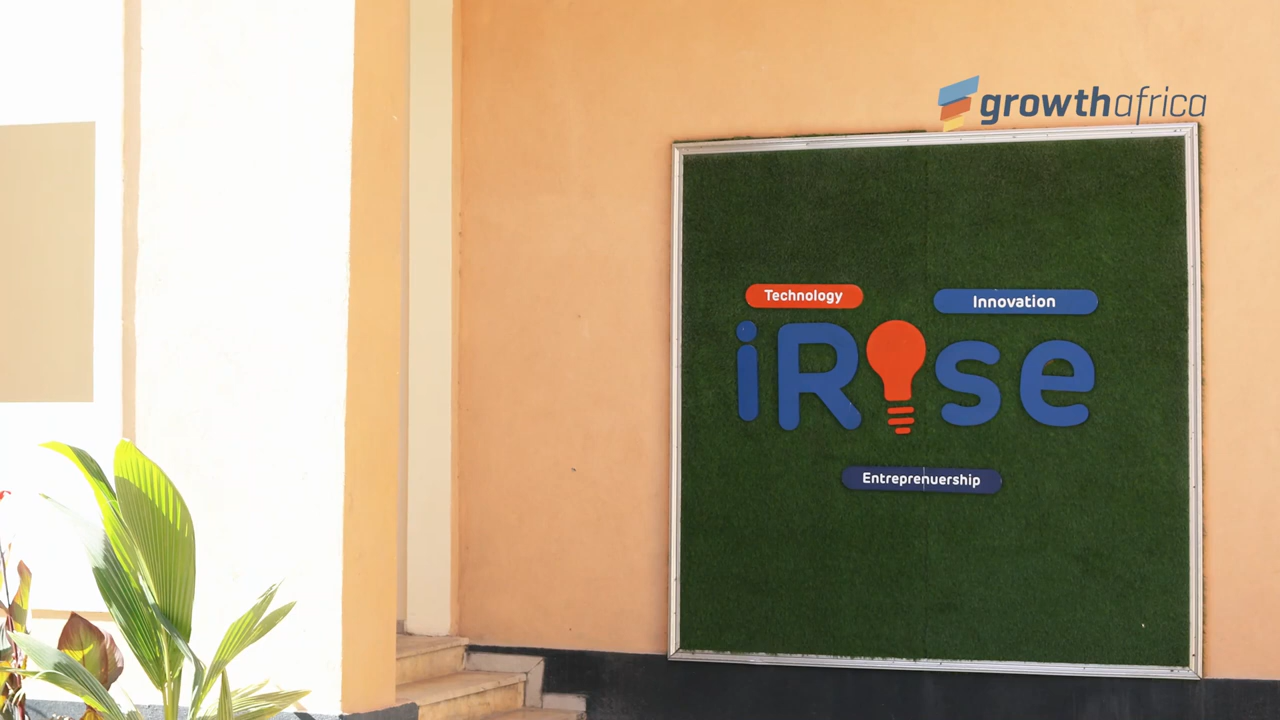 growthafrica
Technology
Innovation
iRise
Entreprenuership